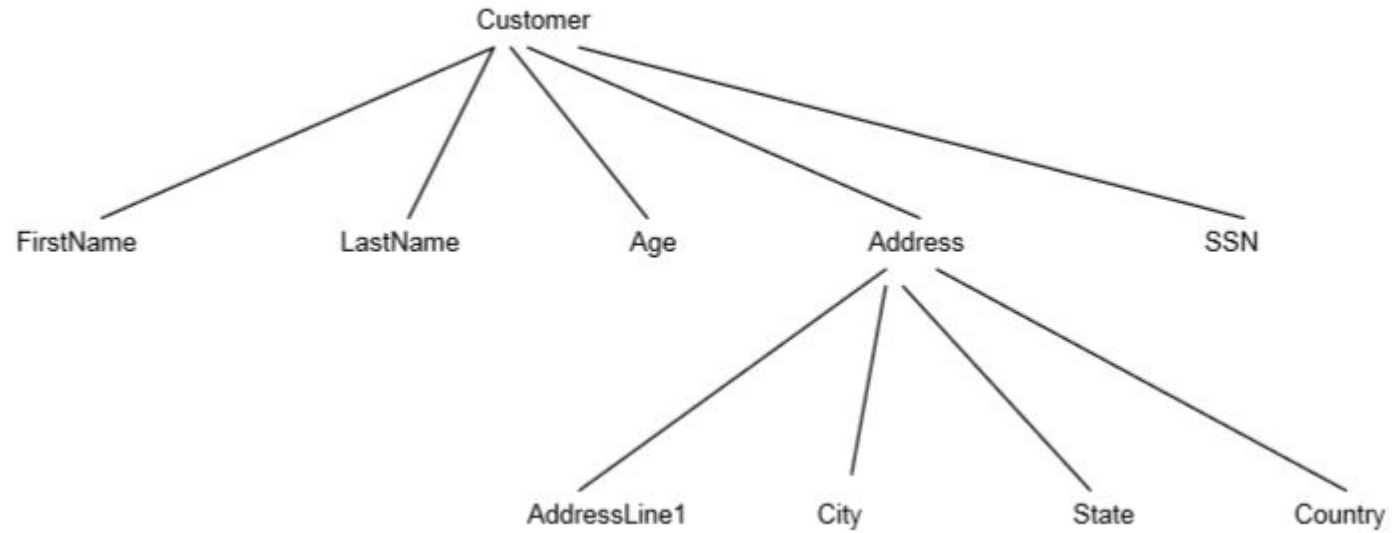 Customer
FirstName LastName Age Address SSN
AddressLine1 City State Country